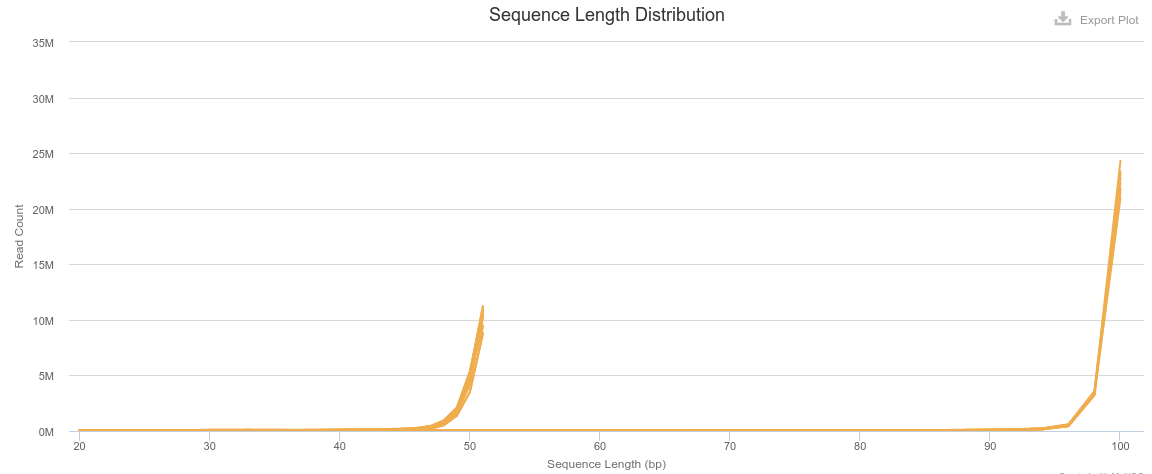 Sequence Length Distribution
Export Plot
35M
30M
25M
20M
15M
10M
5M
0M
Read Count
20 30 40 50 60 70 80 90 100
Sequence Length (bp)